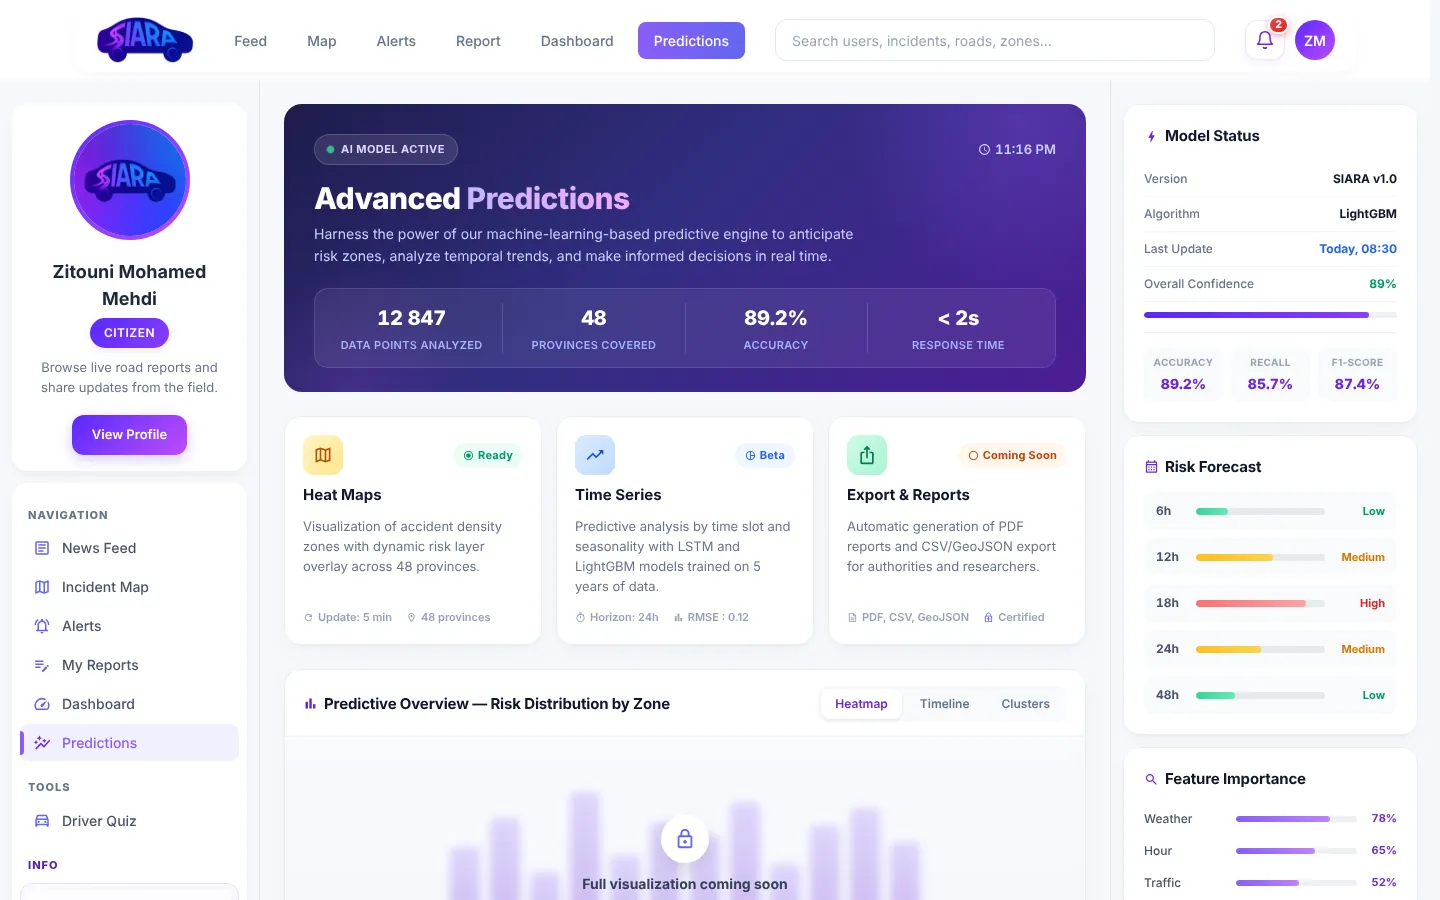 SIARA
Feed
Map
Alerts
Report
Dashboard
Predictions
Search users, incidents, roads, zones...
2
ZM
SIARA
Zitouni Mohamed
Mehdi
CITIZEN
Browse live road reports and
share updates from the field.
View Profile
NAVIGATION
News Feed
Incident Map
Alerts
My Reports
Dashboard
Predictions
TOOLS
Driver Quiz
INFO
AI MODEL ACTIVE
11:16 PM
Advanced Predictions
Harness the power of our machine-learning-based predictive engine to anticipate
risk zones, analyze temporal trends, and make informed decisions in real time.
12 847
DATA POINTS ANALYZED
48
PROVINCES COVERED
89.2%
ACCURACY
< 2s
RESPONSE TIME
Ready
Heat Maps
Visualization of accident density
zones with dynamic risk layer
overlay across 48 provinces.
Update: 5 min
48 provinces
Beta
Time Series
Predictive analysis by time slot and
seasonality with LSTM and
LightGBM models trained on 5
years of data.
Horizon: 24h
RMSE : 0.12
Coming Soon
Export & Reports
Automatic generation of PDF
reports and CSV/GeoJSON export
for authorities and researchers.
PDF, CSV, GeoJSON
Certified
Predictive Overview — Risk Distribution by Zone
Heatmap
Timeline
Clusters
Full visualization coming soon
Model Status
Version SIARA v1.0
Algorithm LightGBM
Last Update Today, 08:30
Overall Confidence 89%
ACCURACY
89.2%
RECALL
85.7%
F1-SCORE
87.4%
Risk Forecast
6h Low
12h Medium
18h High
24h Medium
48h Low
Feature Importance
Weather 78%
Hour 65%
Traffic 52%